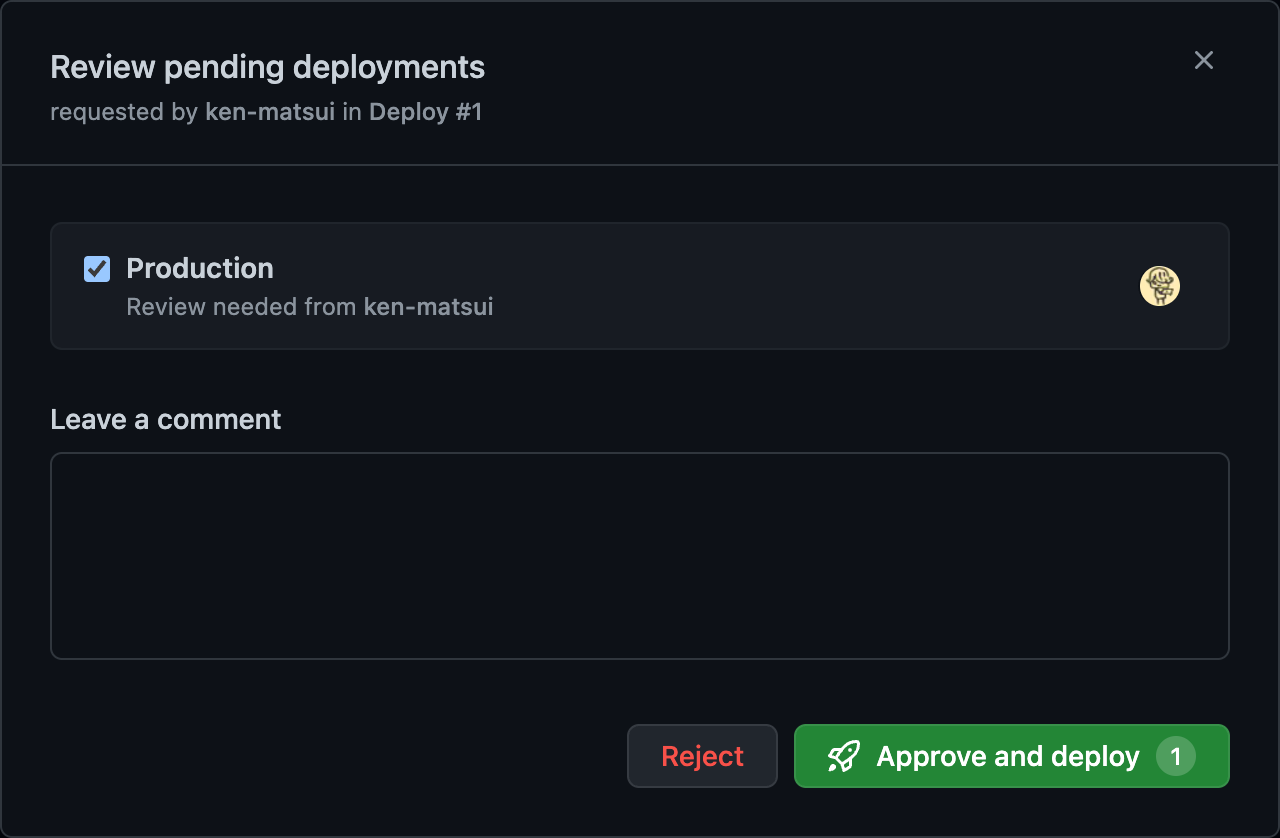 Review pending deployments
requested by ken-matsui in Deploy #1
Production
Review needed from ken-matsui
Leave a comment
Reject
Approve and deploy 1